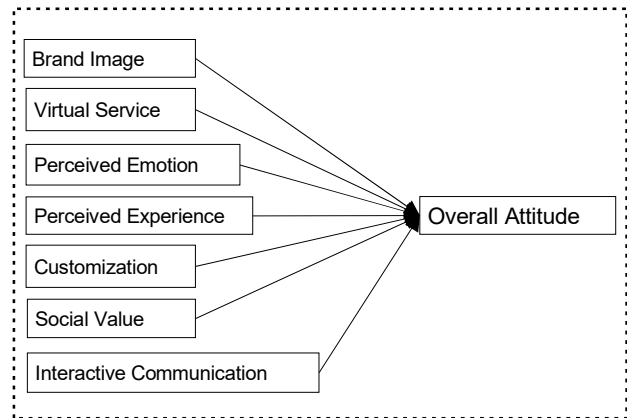 Brand Image
Virtual Service
Perceived Emotion
Perceived Experience
Overall Attitude
Customization
Social Value
Interactive Communication